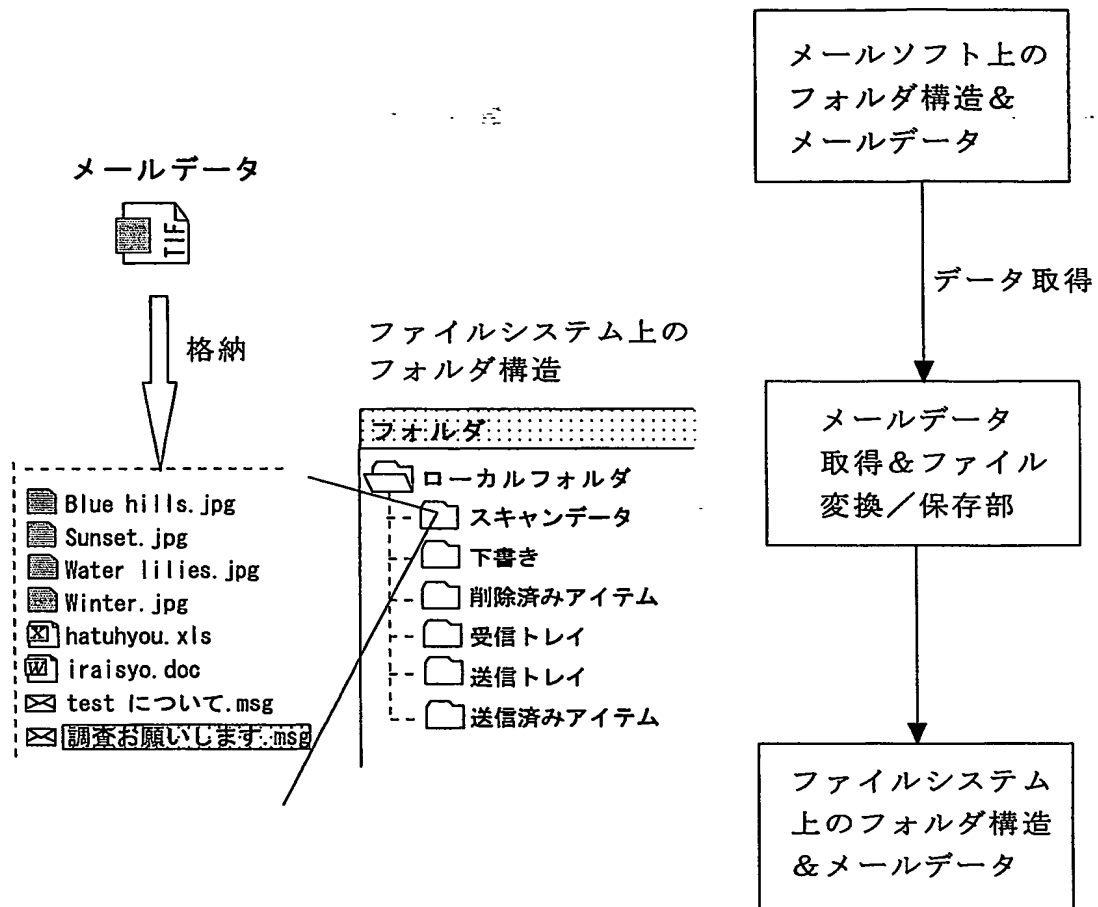 メールデータ
TIF
格納
Blue hills.jpg
Sunset.jpg
Water lilies.jpg
Winter.jpg
hatuhyou.xls
iraisyo.doc
test について.msg
調査お願いします.msg
ファイルシステム上の
フォルダ構造
フォルダ
ローカルフォルダ
スキャンデータ
下書き
削除済みアイテム
受信トレイ
送信トレイ
送信済みアイテム
メールソフト上の
フォルダ構造&
メールデータ
データ取得
メールデータ
取得&ファイル
変換/保存部
ファイルシステム
上のフォルダ構造
&メールデータ